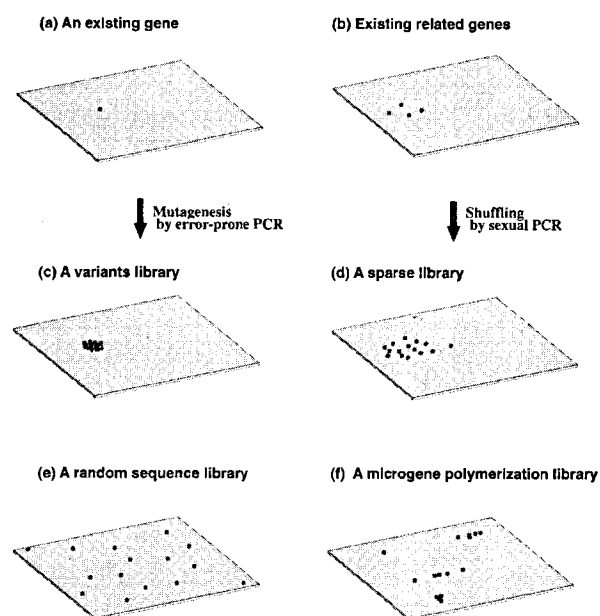 (a) An existing gene
(b) Existing related genes
Mutagenesis
by error-prone PCR
Shuffling
by sexual PCR
(c) A variants library
(d) A sparse library
(e) A random sequence library
(f) A microgene polymerization library